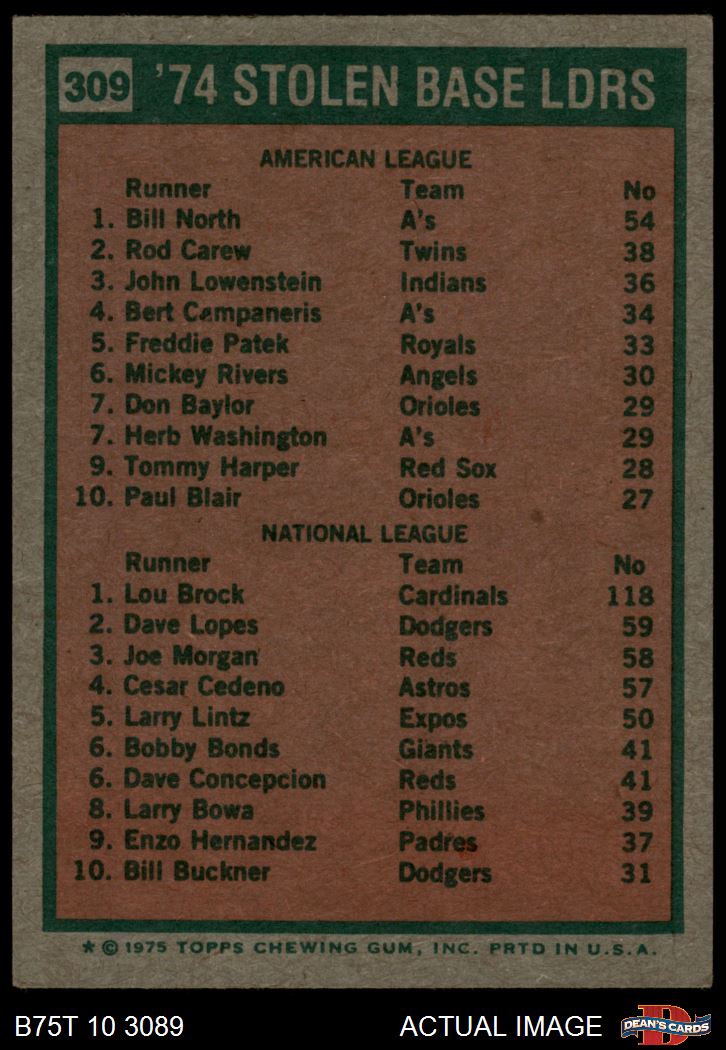 309 '74 STOLEN BASE LDRS
AMERICAN LEAGUE
Runner Team No
1. Bill North A's 54
2. Rod Carew Twins 38
3. John Lowenstein Indians 36
4. Bert Campaneris A's 34
5. Freddie Patek Royals 33
6. Mickey Rivers Angels 30
7. Don Baylor Orioles 29
7. Herb Washington A's 29
9. Tommy Harper Red Sox 28
10. Paul Blair Orioles 27
NATIONAL LEAGUE
Runner Team No
1. Lou Brock Cardinals 118
2. Dave Lopes Dodgers 59
3. Joe Morgan Reds 58
4. Cesar Cedeno Astros 57
5. Larry Lintz Expos 50
6. Bobby Bonds Giants 41
6. Dave Concepcion Reds 41
8. Larry Bowa Phillies 39
9. Enzo Hernandez Padres 37
10. Bill Buckner Dodgers 31
* © 1975 TOPPS CHEWING GUM, INC. PRTD IN U.S.A.
B75T 10 3089 ACTUAL IMAGE D DEAN'S CARDS